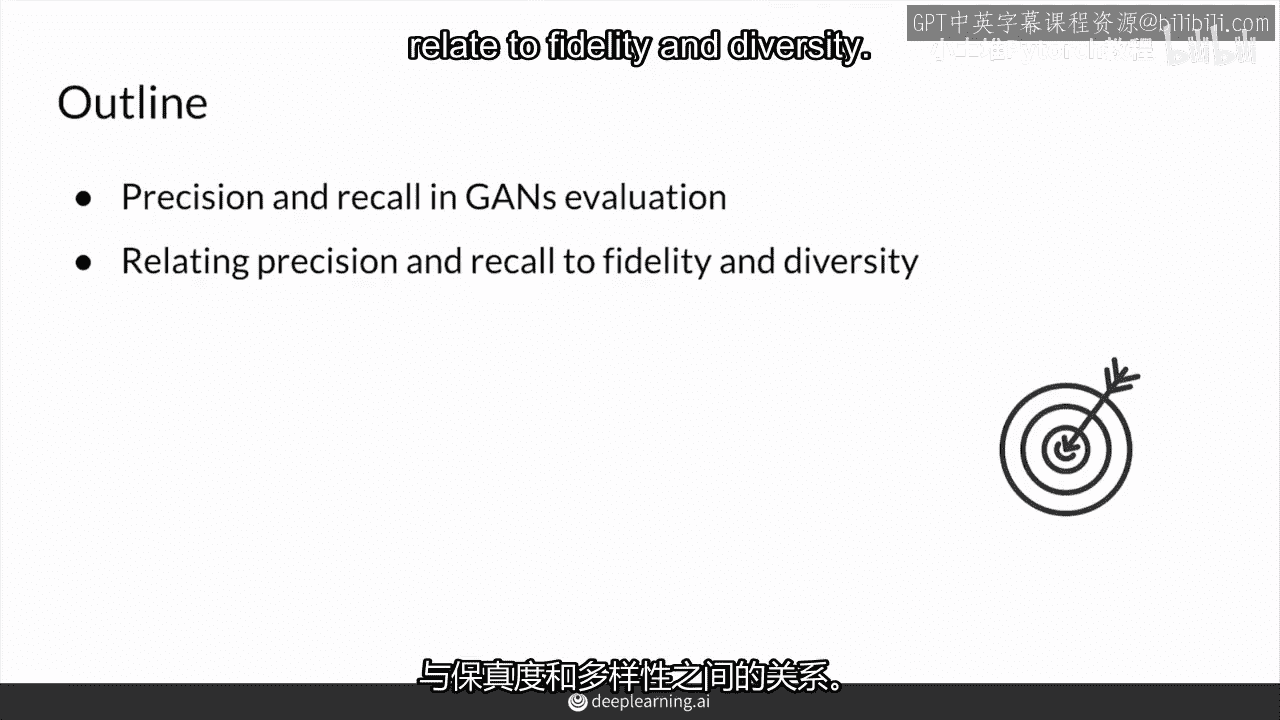 GPT中英字幕课程资源@bilibili.com
relate to fidelity and diversity.
Outline
● Precision and recall in GANs evaluation
● Relating precision and recall to fidelity and diversity
与保真度和多样性之间的关系。
deeplearning.ai